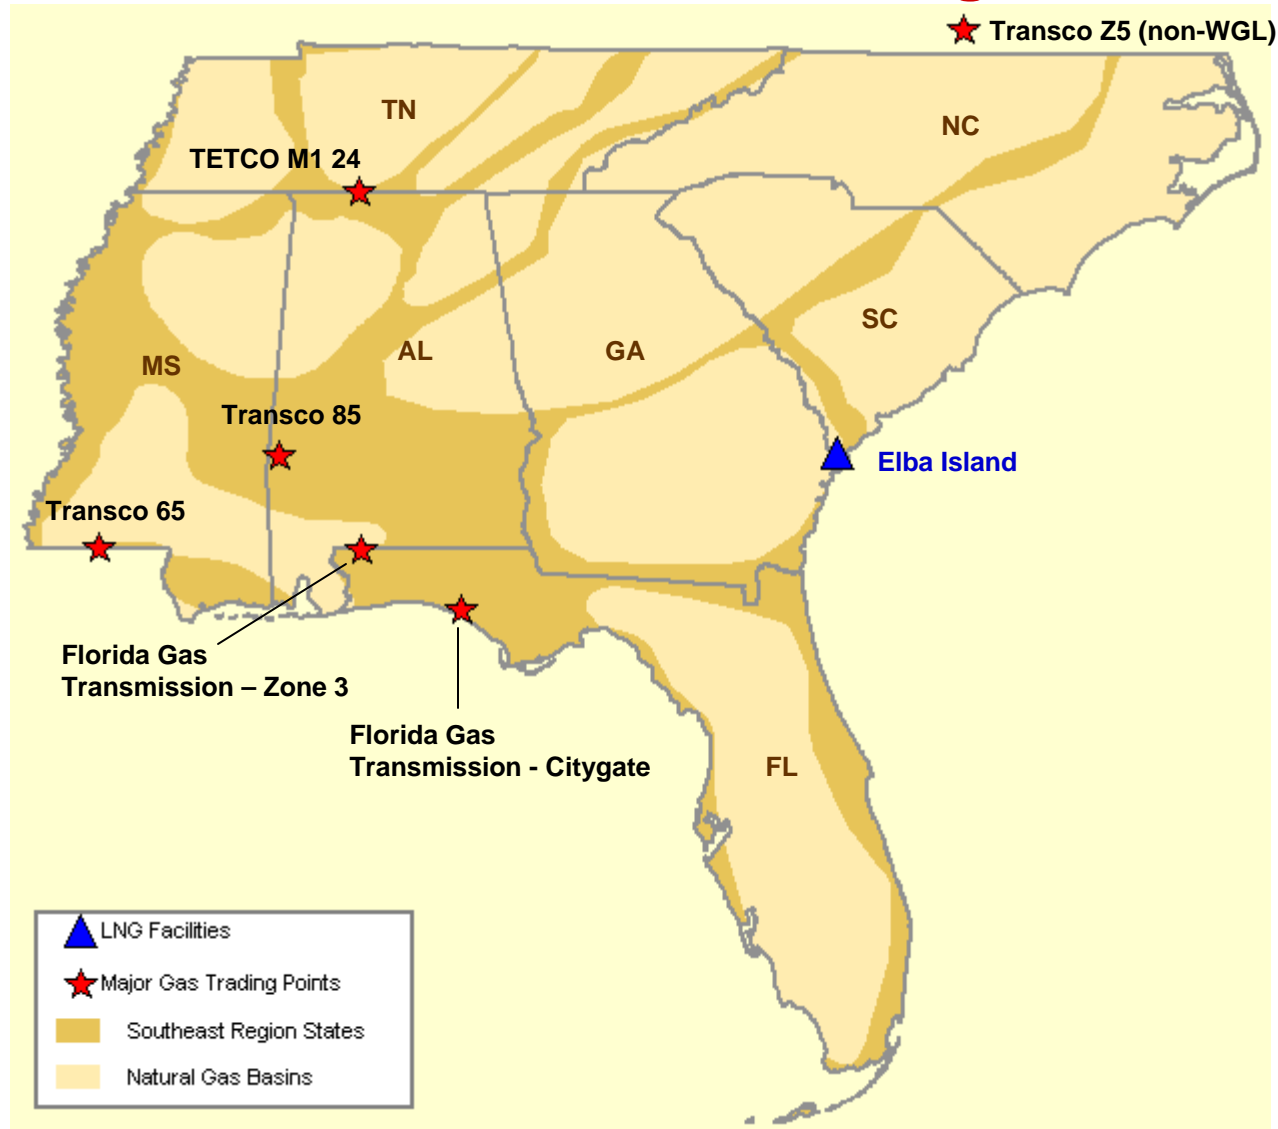 Transco Z5 (non-WGL)
TN
NC
TETCO M1 24
SC
MS
AL
GA
Transco 85
Elba Island
Transco 65
Florida Gas
Transmission – Zone 3
Florida Gas
Transmission - Citygate
FL
LNG Facilities
Major Gas Trading Points
Southeast Region States
Natural Gas Basins